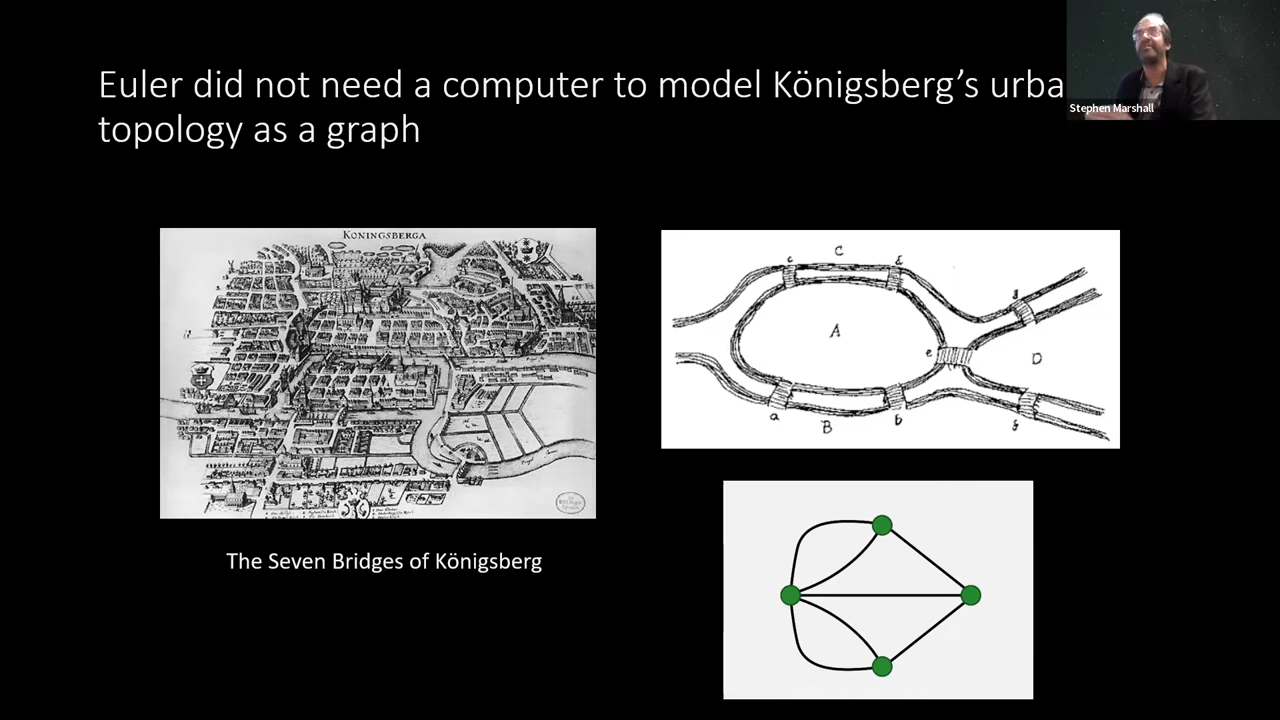 Euler did not need a computer to model Königsberg's urba
topology as a graph
Stephen Marshall
KONINGSBERGA
C
c
d
g
A
e
D
a
B
b
The Seven Bridges of Königsberg